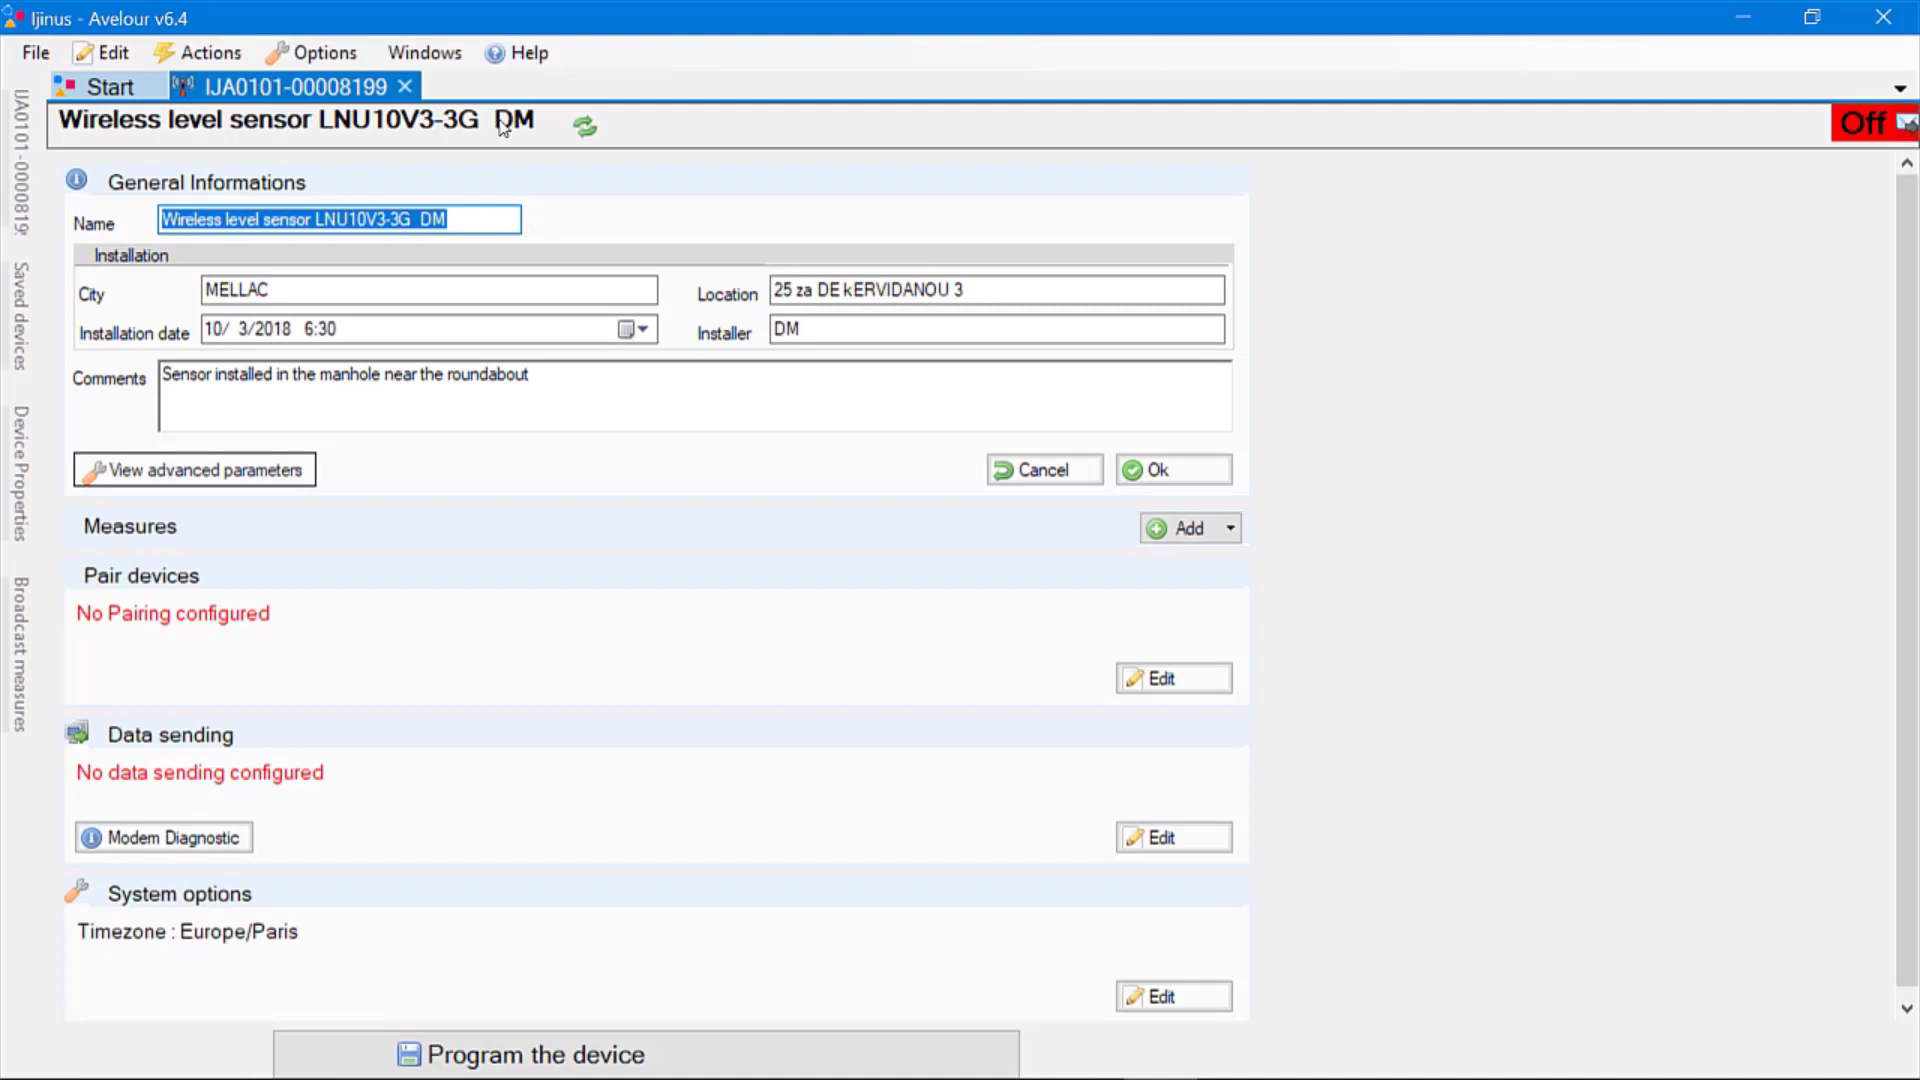 Ijinus - Avelour v6.4
File Edit Actions Options Windows Help
Start IJA0101-00008199
Wireless level sensor LNU10V3-3G DM
Off
IJA0101-0000819
Saved devices
Device Properties
Broadcast measures
General Informations
Name Wireless level sensor LNU10V3-3G DM
Installation
City MELLAC Location 25 za DE kERVIDANOU 3
Installation date 10/ 3/2018 6:30 Installer DM
Comments Sensor installed in the manhole near the roundabout
View advanced parameters Cancel Ok
Measures Add
Pair devices
No Pairing configured
Edit
Data sending
No data sending configured
Modem Diagnostic Edit
System options
Timezone : Europe/Paris
Edit
Program the device